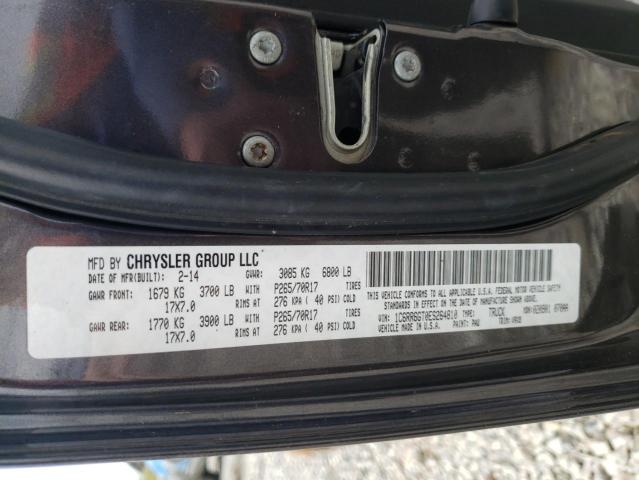 MFD BY CHRYSLER GROUP LLC
DATE OF MFR(BUILT): 2-14 GVWR: 3085 KG 6800 LB
GAWR FRONT: 1679 KG 3700 LB WITH P265/70R17 TIRES
17X7.0 RIMS AT 276 KPA ( 40 PSI) COLD
GAWR REAR: 1770 KG 3900 LB WITH P265/70R17 TIRES
17X7.0 RIMS AT 276 KPA ( 40 PSI) COLD
THIS VEHICLE CONFORMS TO ALL APPLICABLE U.S.A. FEDERAL MOTOR VEHICLE SAFETY
STANDARDS IN EFFECT ON THE DATE OF MANUFACTURE SHOWN ABOVE.
VIN: 1C6RR6GT0ES264810 TYPE: TRUCK
VEHICLE MADE IN U.S.A. PAINT: PAU TRIM: MDH: